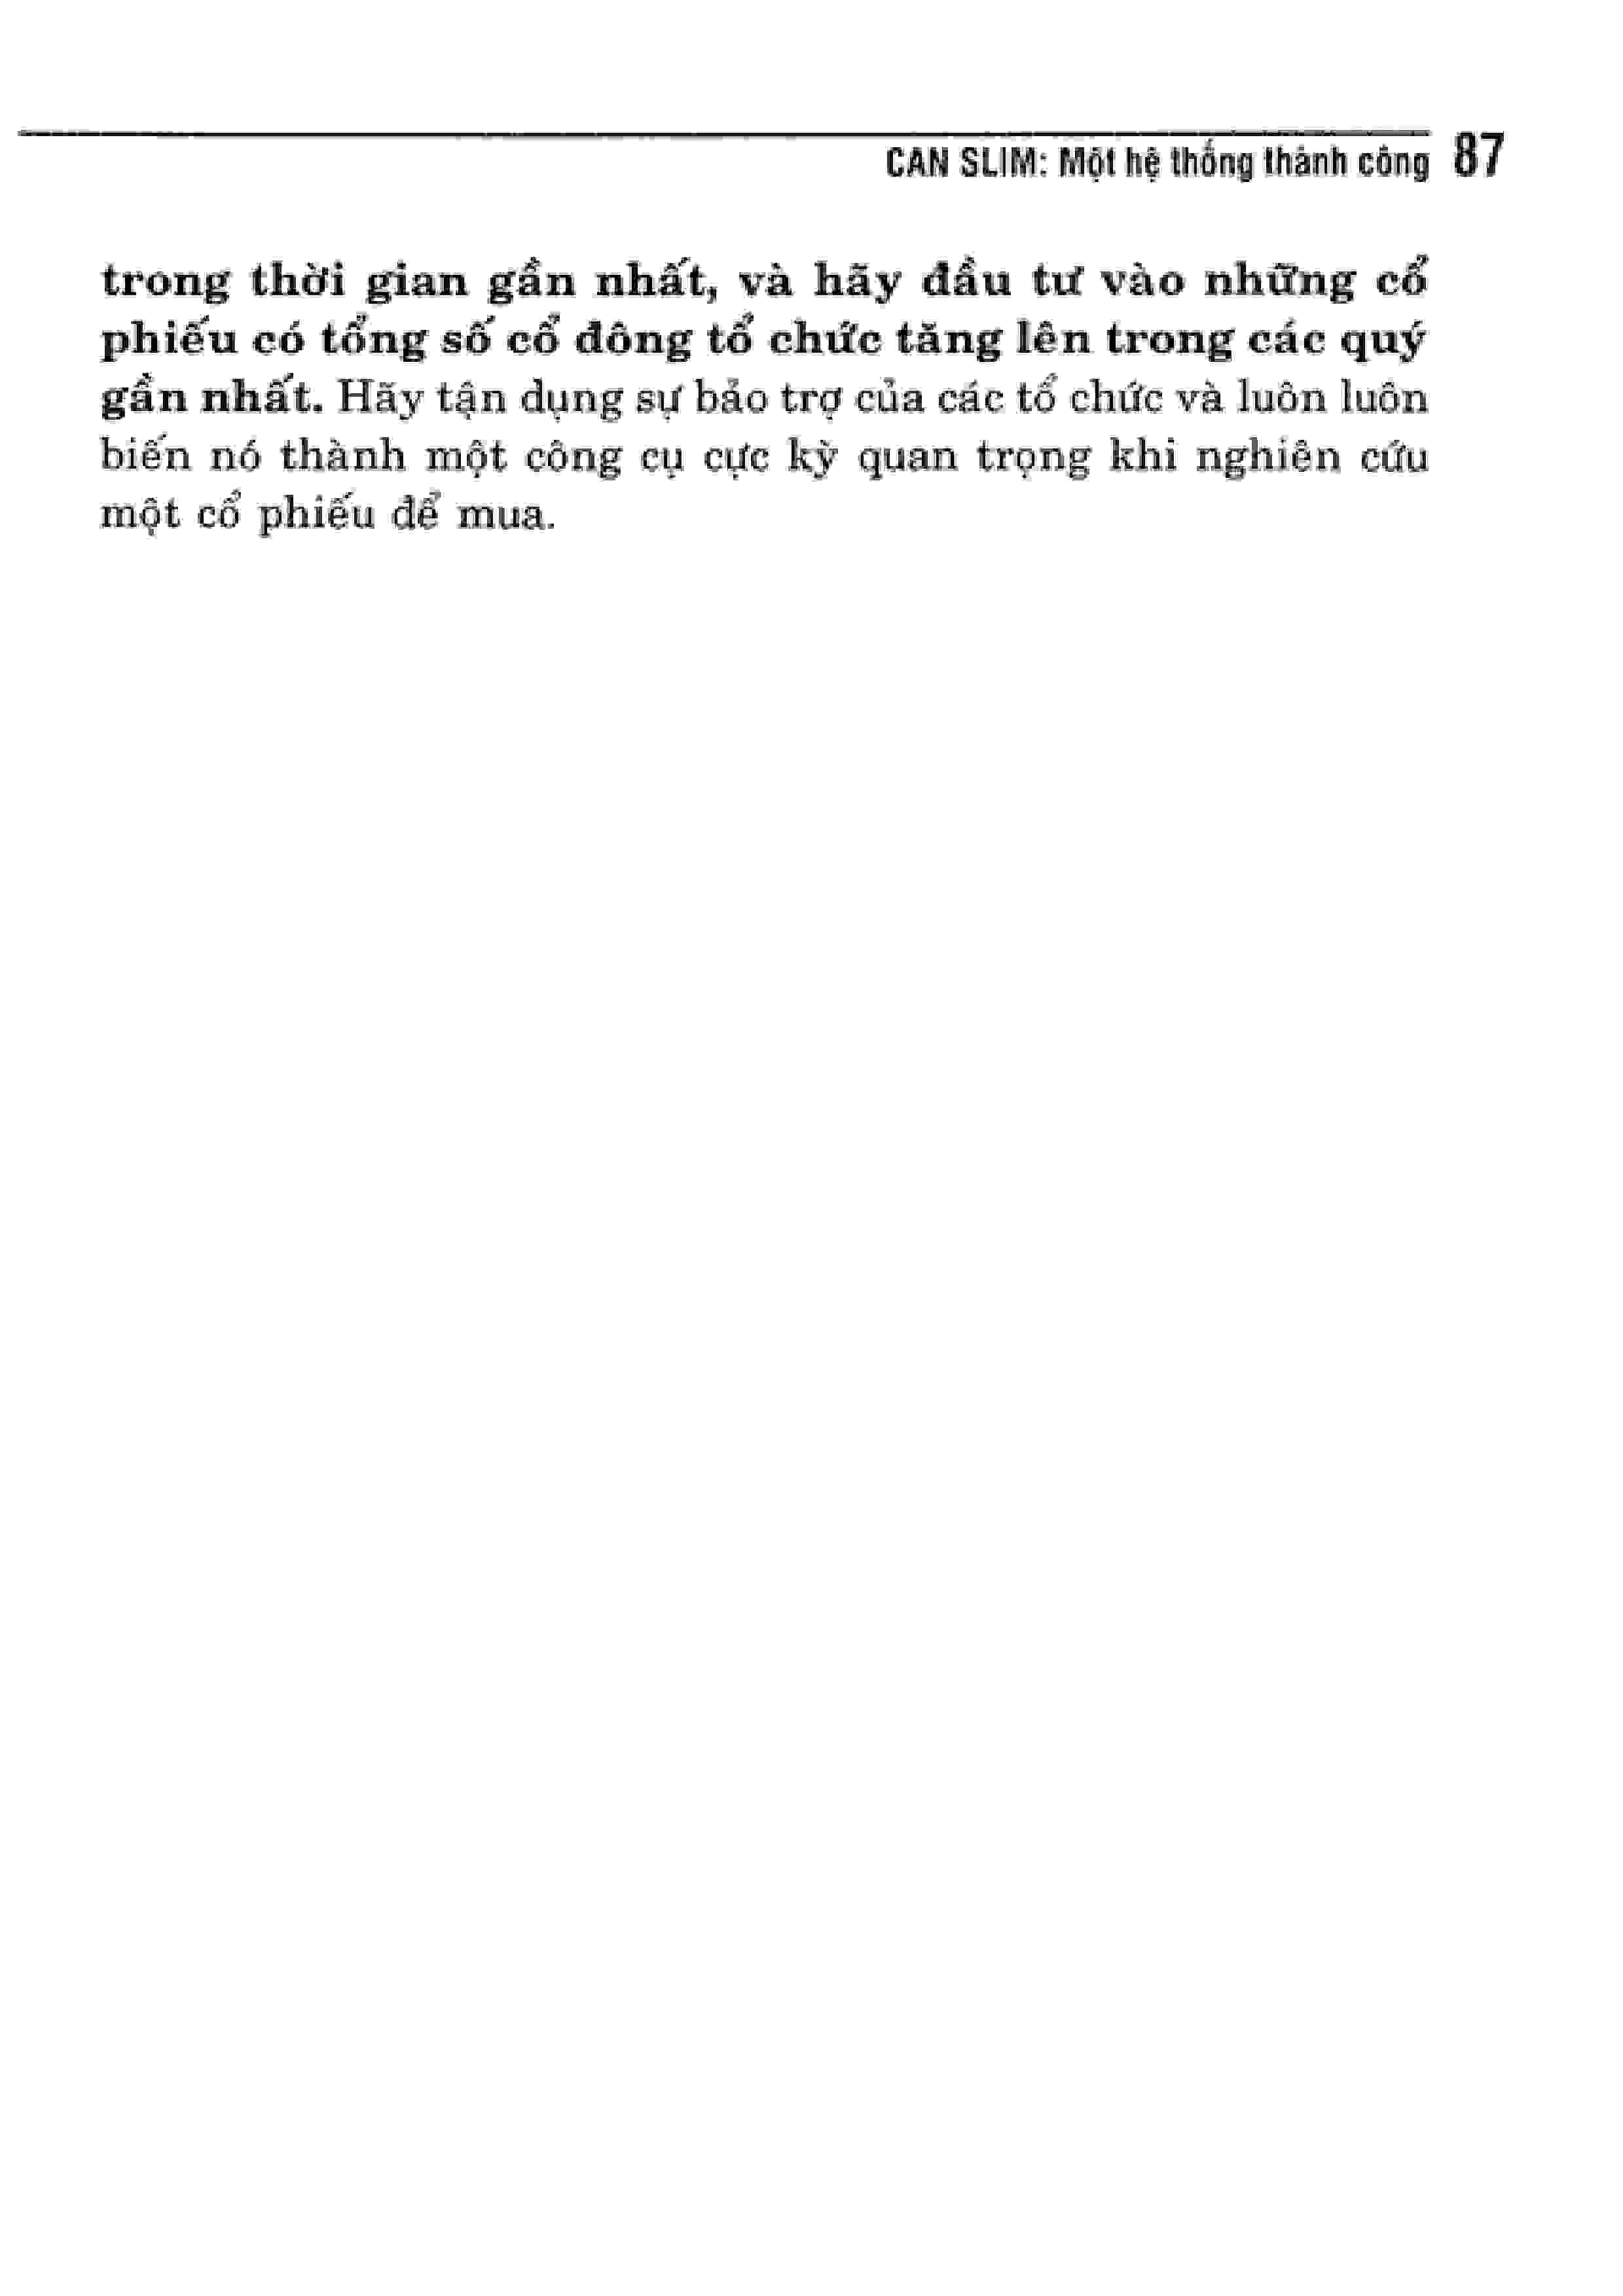 CAN SLIM: Một hệ thống thành công 87
trong thời gian gần nhất, và hãy đầu tư vào những cổ
phiếu có tổng số cổ đông tổ chức tăng lên trong các quý
gần nhất. Hãy tận dụng sự bảo trợ của các tổ chức và luôn luôn
biến nó thành một công cụ cực kỳ quan trọng khi nghiên cứu
một cổ phiếu để mua.